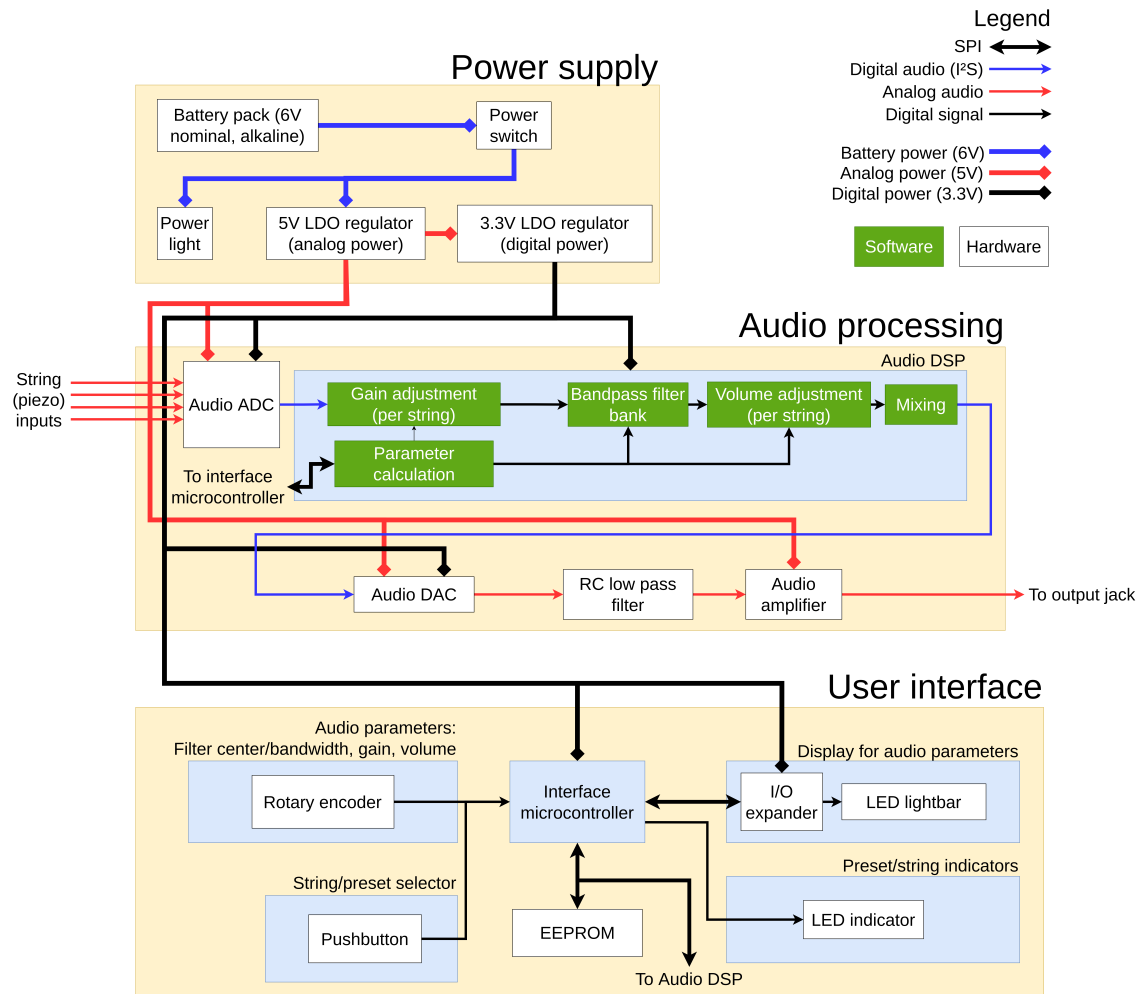 Legend
SPI
Digital audio (I²S)
Analog audio
Digital signal
Battery power (6V)
Analog power (5V)
Digital power (3.3V)
Software
Hardware
Power supply
Battery pack (6V
nominal, alkaline)
Power
switch
Power
light
5V LDO regulator
(analog power)
3.3V LDO regulator
(digital power)
Audio processing
Audio DSP
String
(piezo)
inputs
Audio ADC
Gain adjustment
(per string)
Bandpass filter
bank
Volume adjustment
(per string)
Mixing
Parameter
calculation
To interface
microcontroller
Audio DAC
RC low pass
filter
Audio
amplifier
To output jack
User interface
Audio parameters:
Filter center/bandwidth, gain, volume
Rotary encoder
Interface
microcontroller
Display for audio parameters
I/O
expander
LED lightbar
String/preset selector
Pushbutton
EEPROM
To Audio DSP
Preset/string indicators
LED indicator